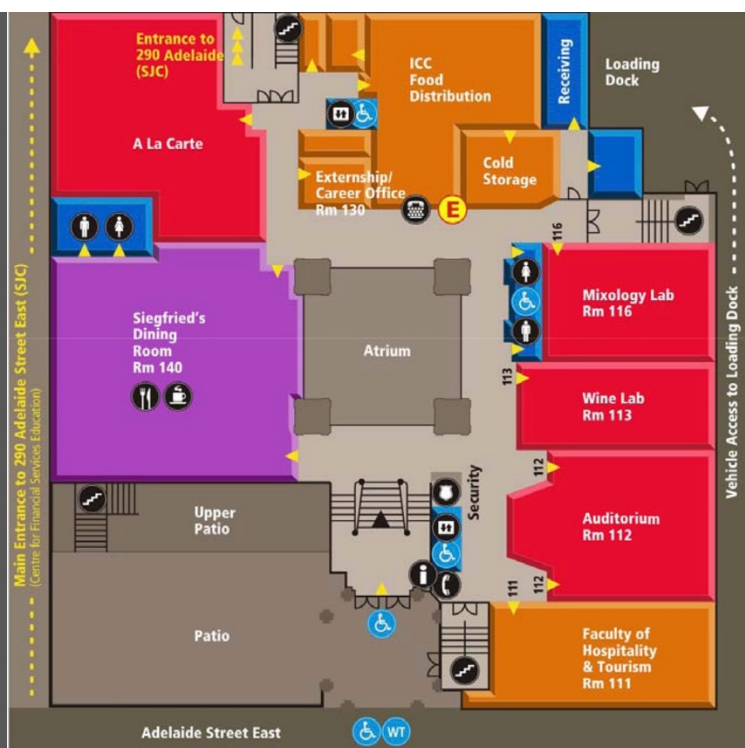 Entrance to
290 Adelaide
(SJC)
ICC
Food
Distribution
Receiving
Loading
Dock
A La Carte
Externship/
Career Office
Rm 130
Cold
Storage
E
116
Mixology Lab
Rm 116
Siegfried's
Dining
Room
Rm 140
Atrium
113
Wine Lab
Rm 113
Security
112
Auditorium
Rm 112
112
Upper
Patio
i
111
Patio
Faculty of
Hospitality
& Tourism
Rm 111
Adelaide Street East
WT
Main Entrance to 290 Adelaide Street East (SJC)
(Centre for Financial Services Education)
Vehicle Access to Loading Dock